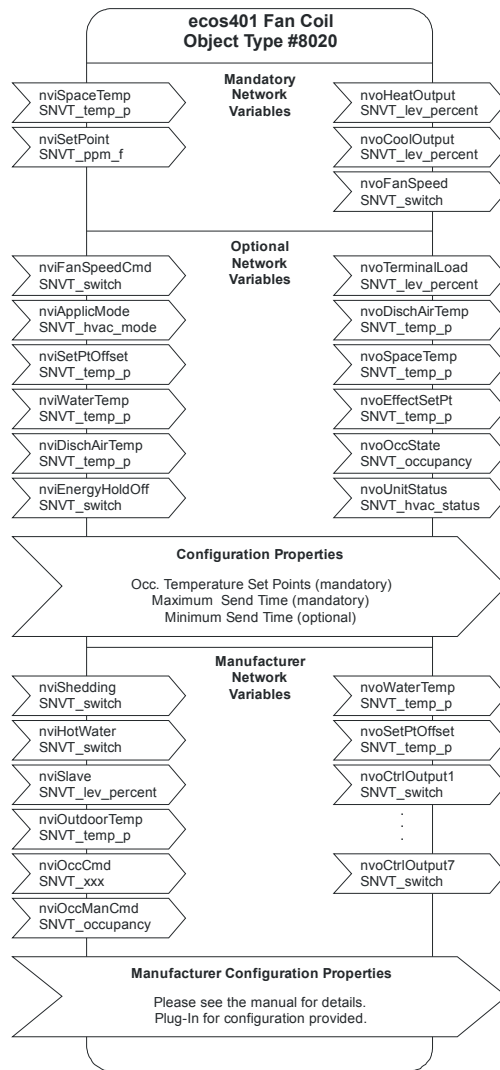 ecos401 Fan Coil
Object Type #8020
Mandatory
Network
Variables
nviSpaceTemp
SNVT_temp_p
nviSetPoint
SNVT_ppm_f
nvoHeatOutput
SNVT_lev_percent
nvoCoolOutput
SNVT_lev_percent
nvoFanSpeed
SNVT_switch
Optional
Network
Variables
nviFanSpeedCmd
SNVT_switch
nviApplicMode
SNVT_hvac_mode
nviSetPtOffset
SNVT_temp_p
nviWaterTemp
SNVT_temp_p
nviDischAirTemp
SNVT_temp_p
nviEnergyHoldOff
SNVT_switch
nvoTerminalLoad
SNVT_lev_percent
nvoDischAirTemp
SNVT_temp_p
nvoSpaceTemp
SNVT_temp_p
nvoEffectSetPt
SNVT_temp_p
nvoOccState
SNVT_occupancy
nvoUnitStatus
SNVT_hvac_status
Configuration Properties
Occ. Temperature Set Points (mandatory)
Maximum Send Time (mandatory)
Minimum Send Time (optional)
Manufacturer
Network
Variables
nviShedding
SNVT_switch
nviHotWater
SNVT_switch
nviSlave
SNVT_lev_percent
nviOutdoorTemp
SNVT_temp_p
nviOccCmd
SNVT_xxx
nviOccManCmd
SNVT_occupancy
nvoWaterTemp
SNVT_temp_p
nvoSetPtOffset
SNVT_temp_p
nvoCtrlOutput1
SNVT_switch
.
.
.
nvoCtrlOutput7
SNVT_switch
Manufacturer Configuration Properties
Please see the manual for details.
Plug-In for configuration provided.